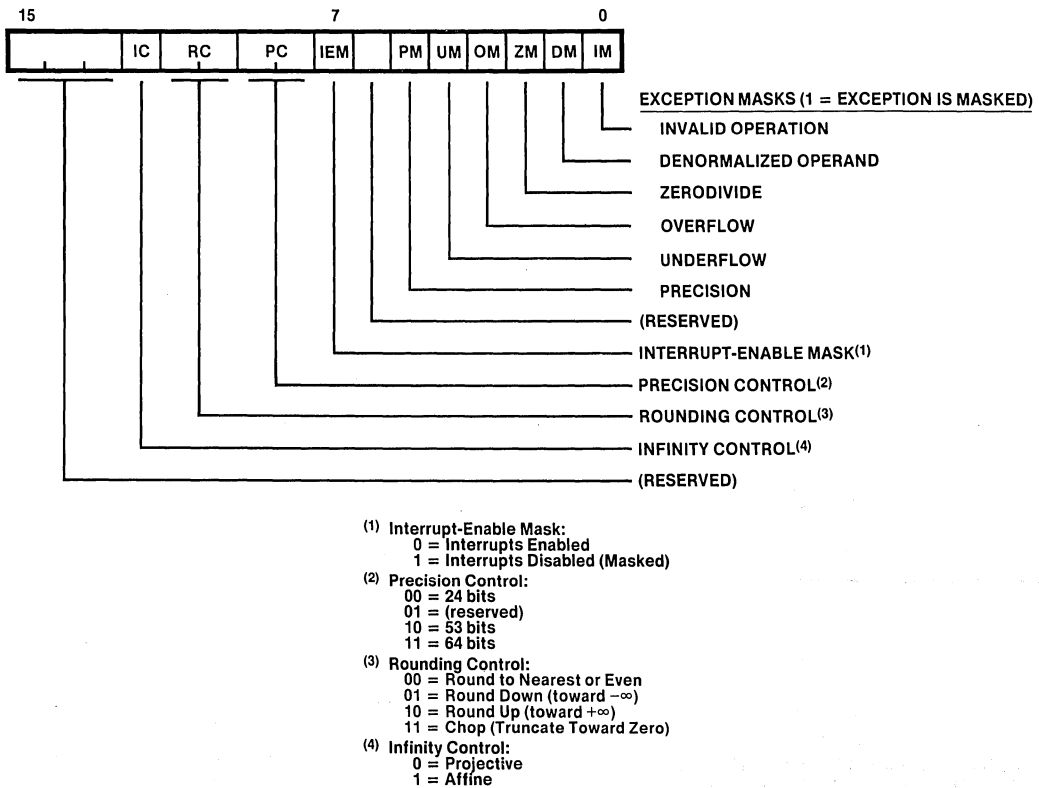 15 7 0
IC RC PC IEM PM UM OM ZM DM IM
EXCEPTION MASKS (1 = EXCEPTION IS MASKED)
INVALID OPERATION
DENORMALIZED OPERAND
ZERODIVIDE
OVERFLOW
UNDERFLOW
PRECISION
(RESERVED)
INTERRUPT-ENABLE MASK(1)
PRECISION CONTROL(2)
ROUNDING CONTROL(3)
INFINITY CONTROL(4)
(RESERVED)
(1) Interrupt-Enable Mask:
0 = Interrupts Enabled
1 = Interrupts Disabled (Masked)
(2) Precision Control:
00 = 24 bits
01 = (reserved)
10 = 53 bits
11 = 64 bits
(3) Rounding Control:
00 = Round to Nearest or Even
01 = Round Down (toward −∞)
10 = Round Up (toward +∞)
11 = Chop (Truncate Toward Zero)
(4) Infinity Control:
0 = Projective
1 = Affine